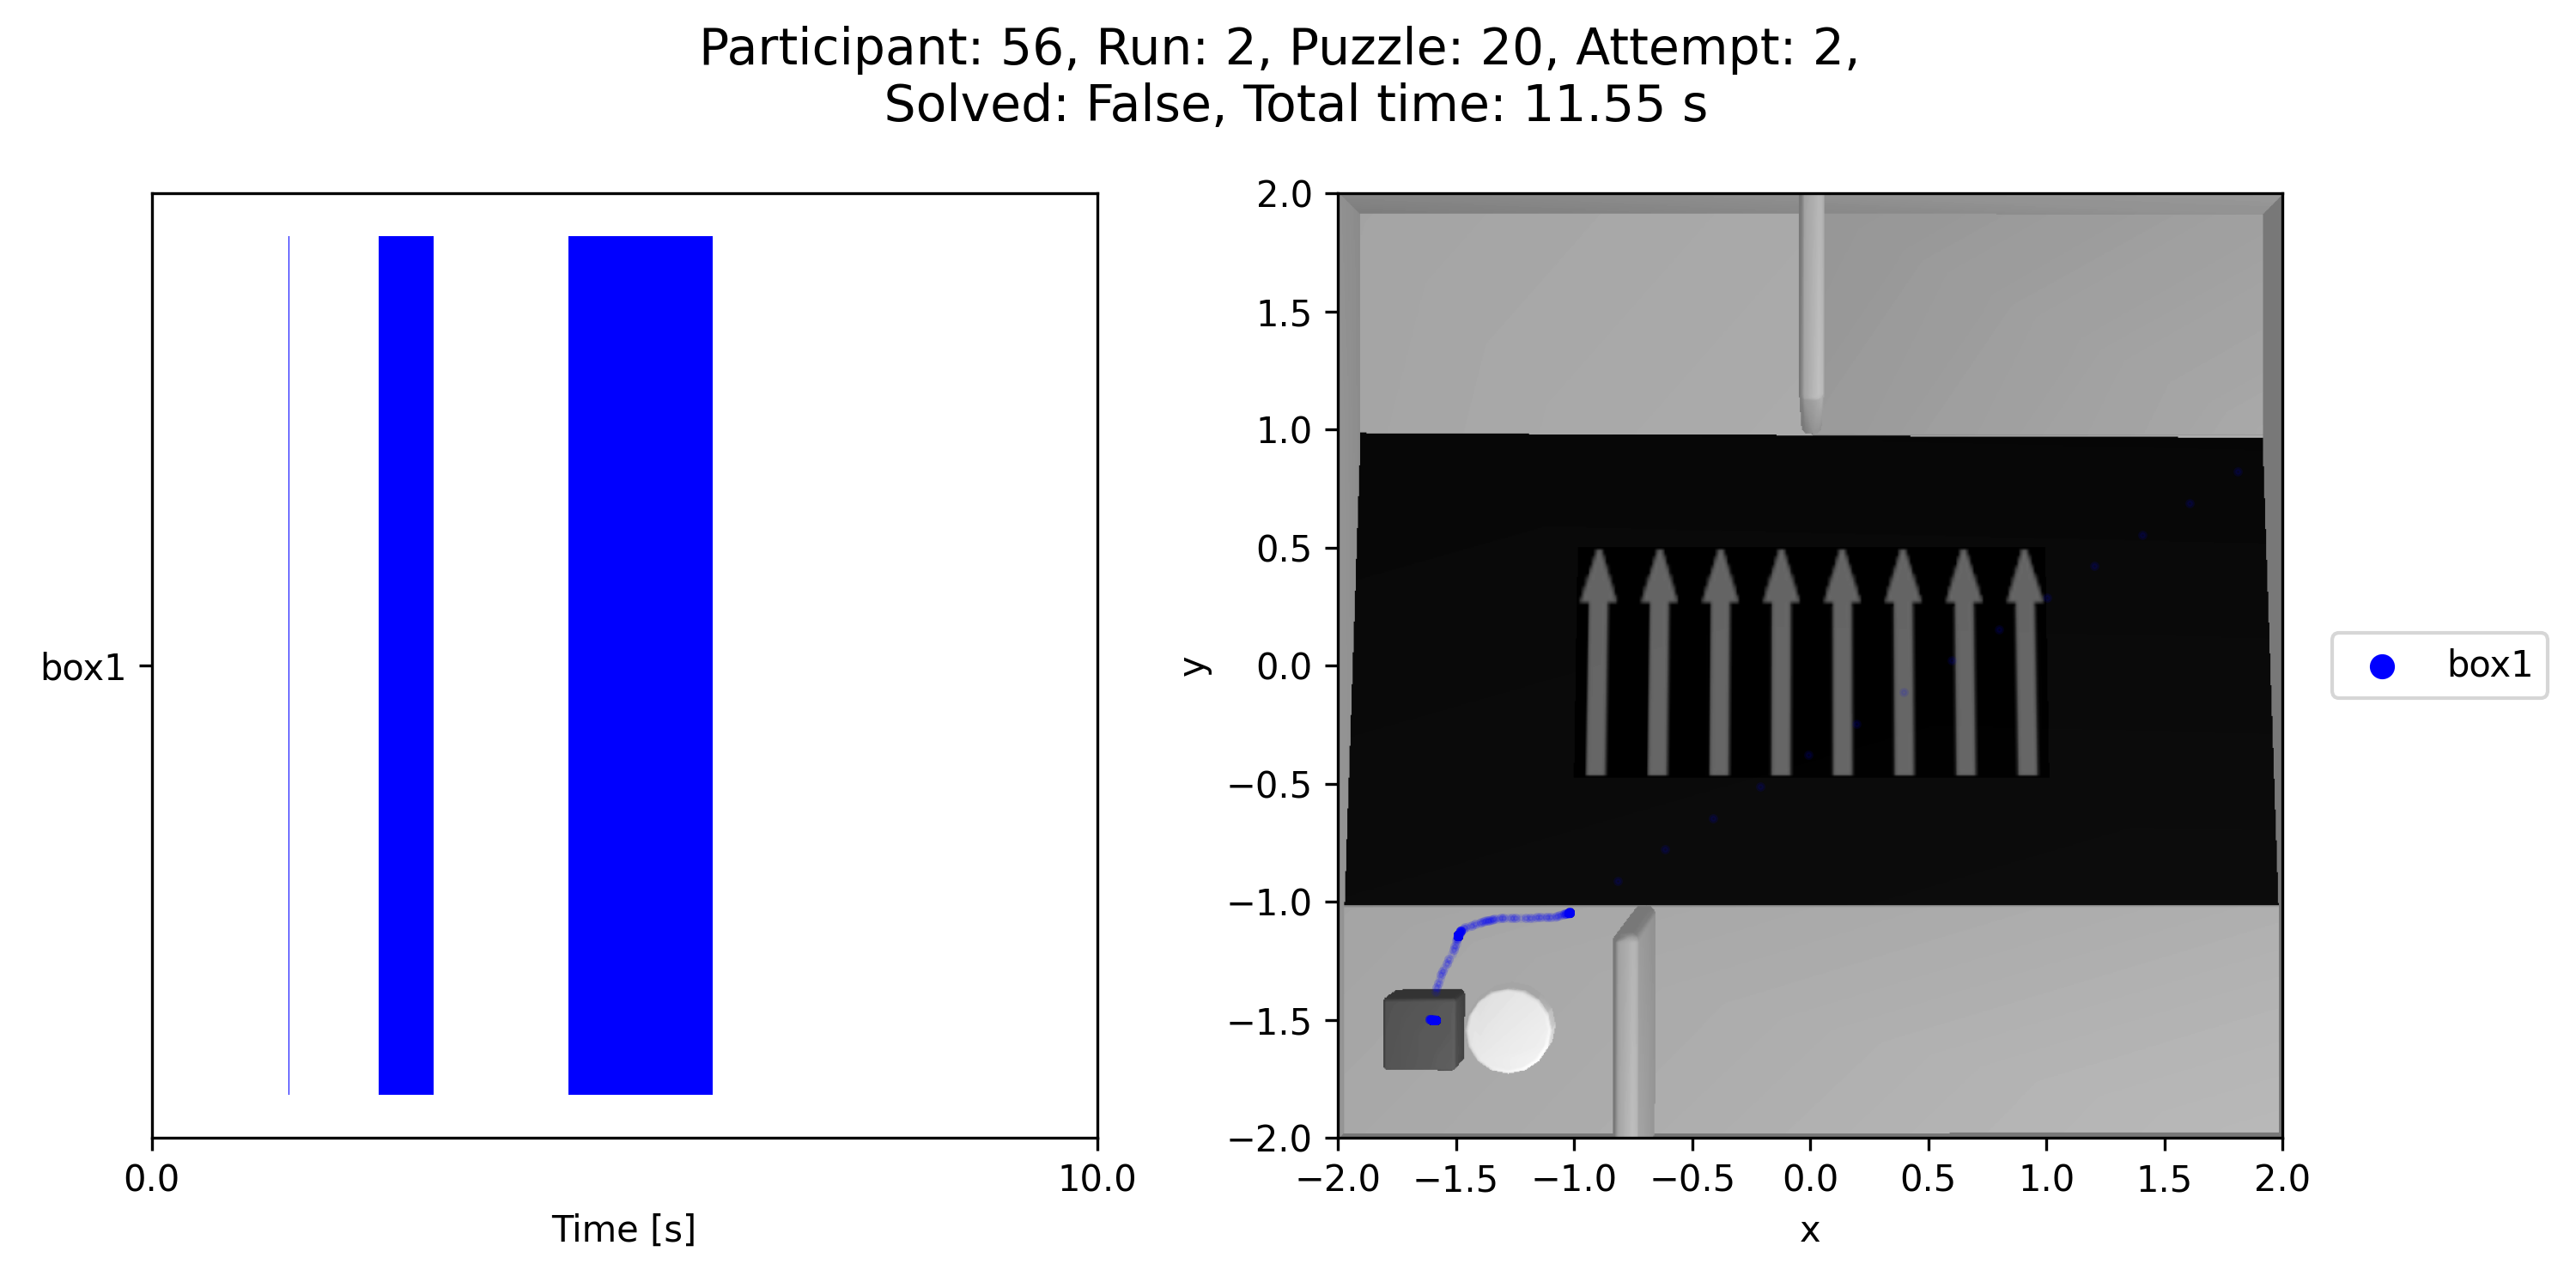 Participant: 56, Run: 2, Puzzle: 20, Attempt: 2,
Solved: False, Total time: 11.55 s
box1
0.0
10.0
Time [s]
2.0
1.5
1.0
0.5
0.0
−0.5
−1.0
−1.5
−2.0
y
−2.0
−1.5
−1.0
−0.5
0.0
0.5
1.0
1.5
2.0
x
box1